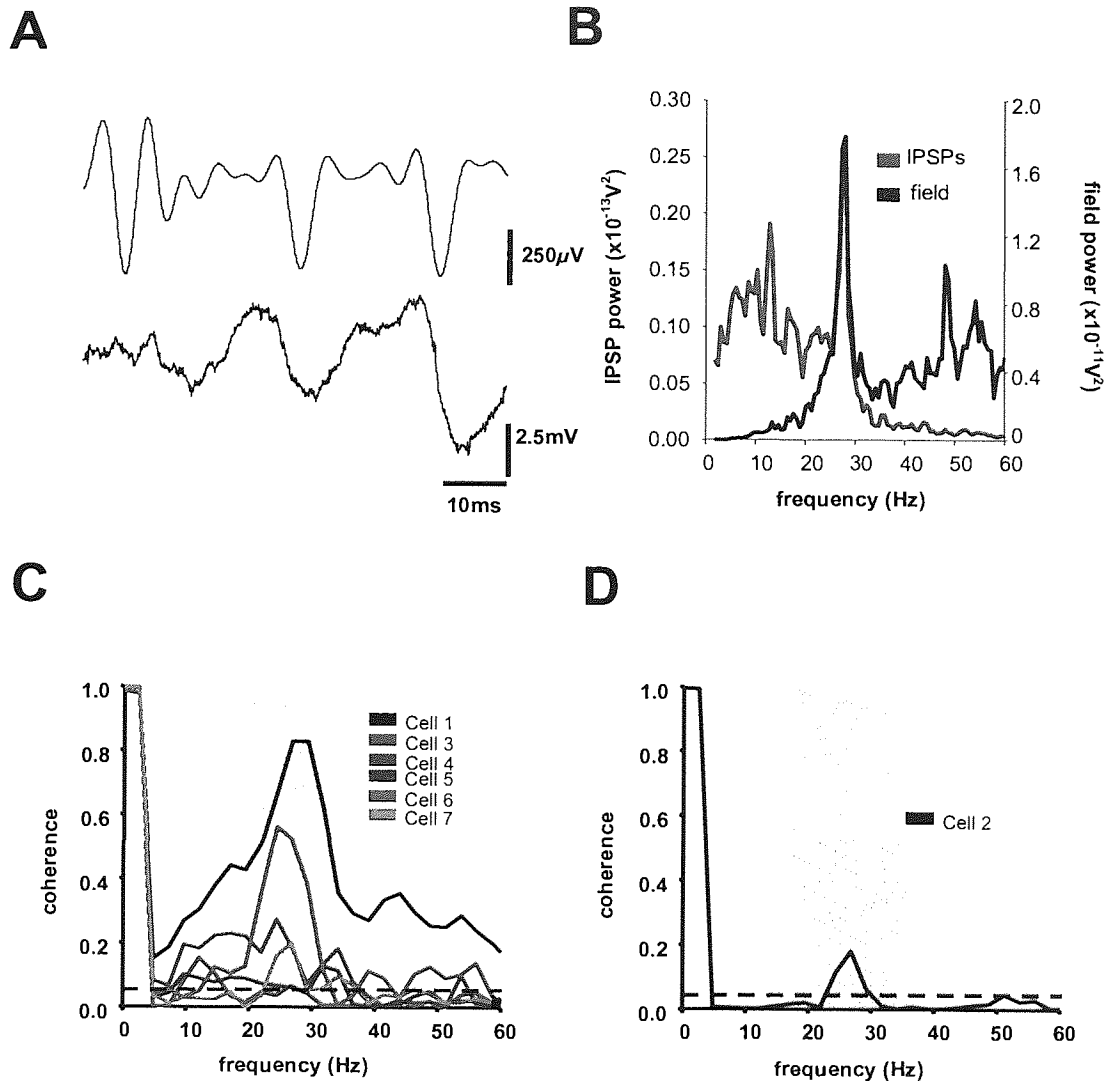 A
250µV
2.5mV
10ms
B
IPSP power (x10⁻¹³V²)
0.30
0.25
0.20
0.15
0.10
0.05
0.00
IPSPs
field
2.0
1.6
1.2
0.8
0.4
0
field power (x10⁻¹¹V²)
0 10 20 30 40 50 60
frequency (Hz)
C
coherence
1.0
0.8
0.6
0.4
0.2
0.0
Cell 1
Cell 3
Cell 4
Cell 5
Cell 6
Cell 7
0 10 20 30 40 50 60
frequency (Hz)
D
coherence
1.0
0.8
0.6
0.4
0.2
0.0
Cell 2
0 10 20 30 40 50 60
frequency (Hz)